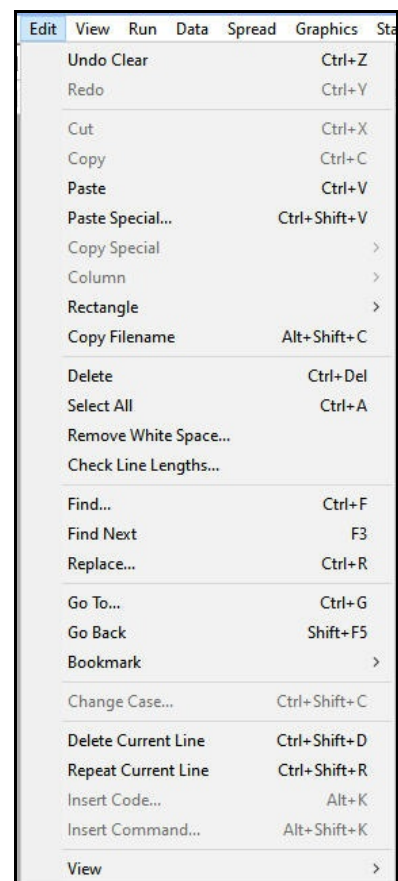 Edit View Run Data Spread Graphics Sta
Undo Clear Ctrl+Z
Redo Ctrl+Y
Cut Ctrl+X
Copy Ctrl+C
Paste Ctrl+V
Paste Special... Ctrl+Shift+V
Copy Special >
Column >
Rectangle >
Copy Filename Alt+Shift+C
Delete Ctrl+Del
Select All Ctrl+A
Remove White Space...
Check Line Lengths...
Find... Ctrl+F
Find Next F3
Replace... Ctrl+R
Go To... Ctrl+G
Go Back Shift+F5
Bookmark >
Change Case... Ctrl+Shift+C
Delete Current Line Ctrl+Shift+D
Repeat Current Line Ctrl+Shift+R
Insert Code... Alt+K
Insert Command... Alt+Shift+K
View >